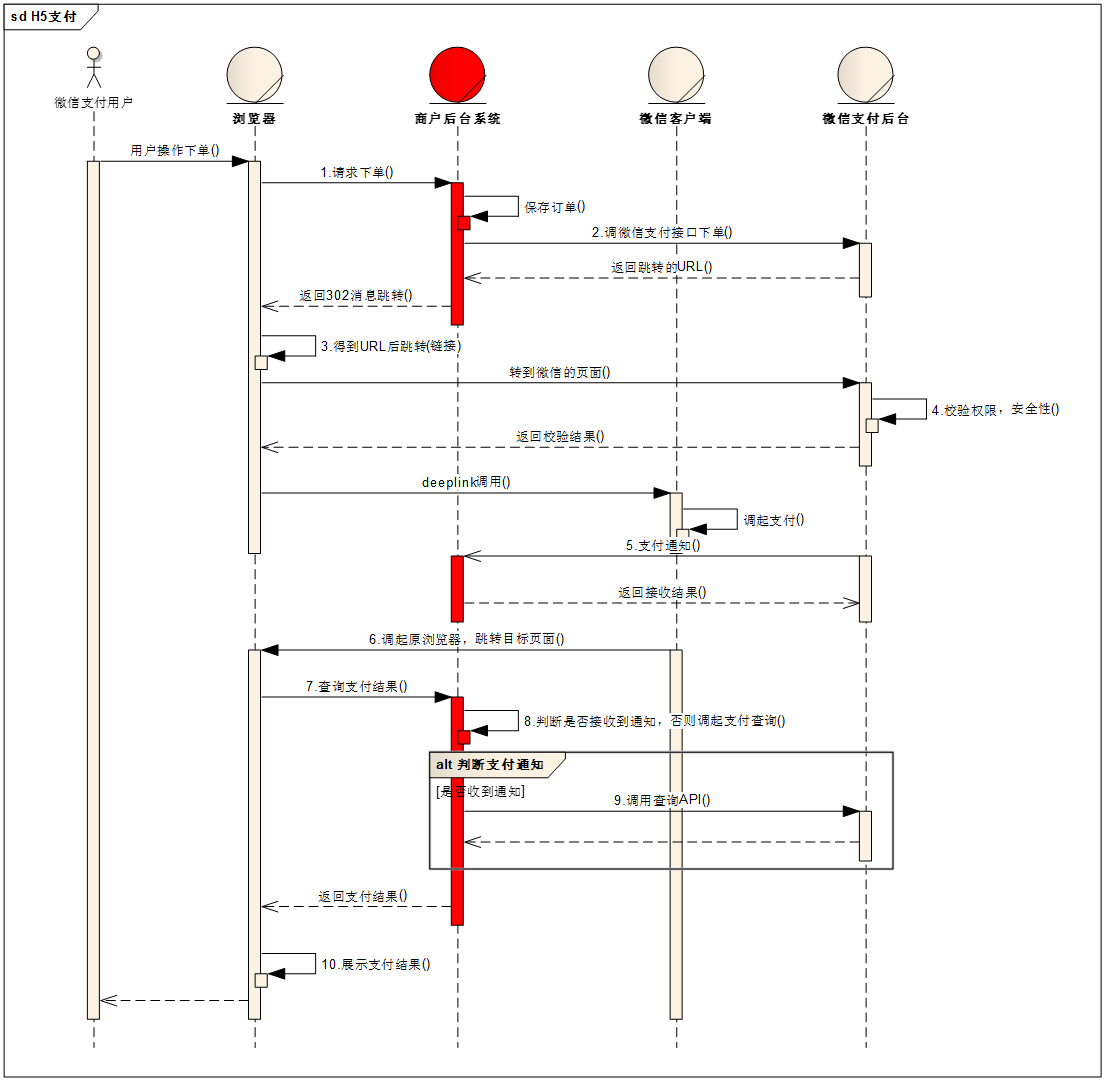 sd H5支付
微信支付用户
浏览器
商户后台系统
微信客户端
微信支付后台
用户操作下单()
1.请求下单()
保存订单()
2.调微信支付接口下单()
返回跳转的URL()
返回302消息跳转()
3.得到URL后跳转(链接)
转到微信的页面()
4.校验权限，安全性()
返回校验结果()
deeplink调用()
调起支付()
5.支付通知()
返回接收结果()
6.调起原浏览器，跳转目标页面()
7.查询支付结果()
8.判断是否接收到通知，否则调起支付查询()
alt 判断支付通知
[是否收到通知]
9.调用查询API()
返回支付结果()
10.展示支付结果()